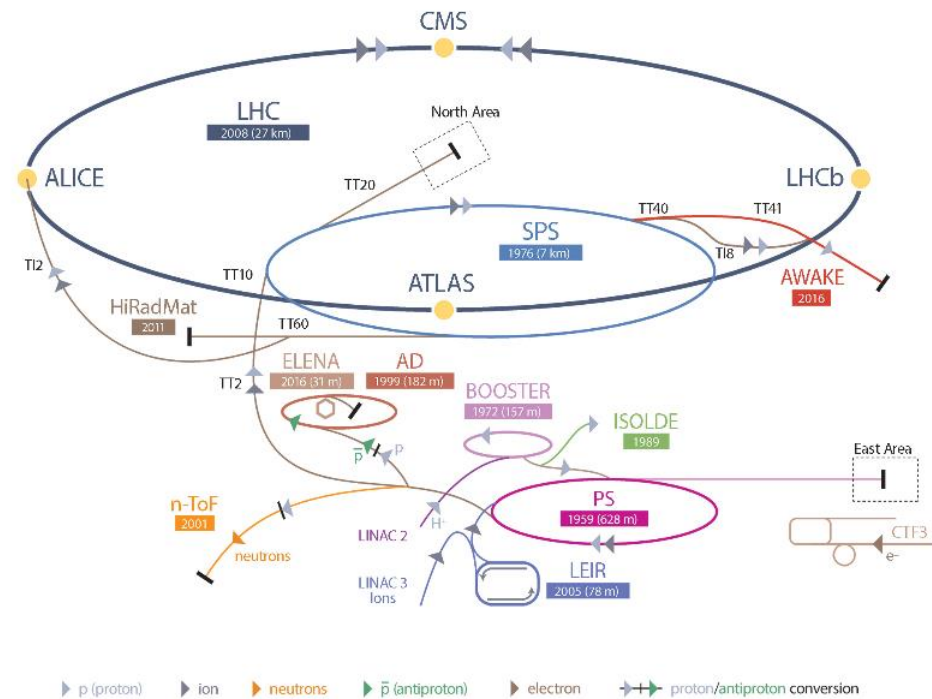 CMS
LHC
2008 (27 km)
North Area
ALICE
LHCb
TT20
TT40
TT41
SPS
1976 (7 km)
TI8
TI2
TT10
ATLAS
AWAKE
2016
HiRadMat
2011
TT60
ELENA
2016 (31 m)
AD
1999 (182 m)
TT2
BOOSTER
1972 (157 m)
ISOLDE
1989
p̅
p
East Area
n-ToF
2001
neutrons
LINAC 2
H⁻
PS
1959 (628 m)
CTF3
e-
LINAC 3
Ions
LEIR
2005 (78 m)
p (proton)
ion
neutrons
p̅ (antiproton)
electron
proton/antiproton conversion